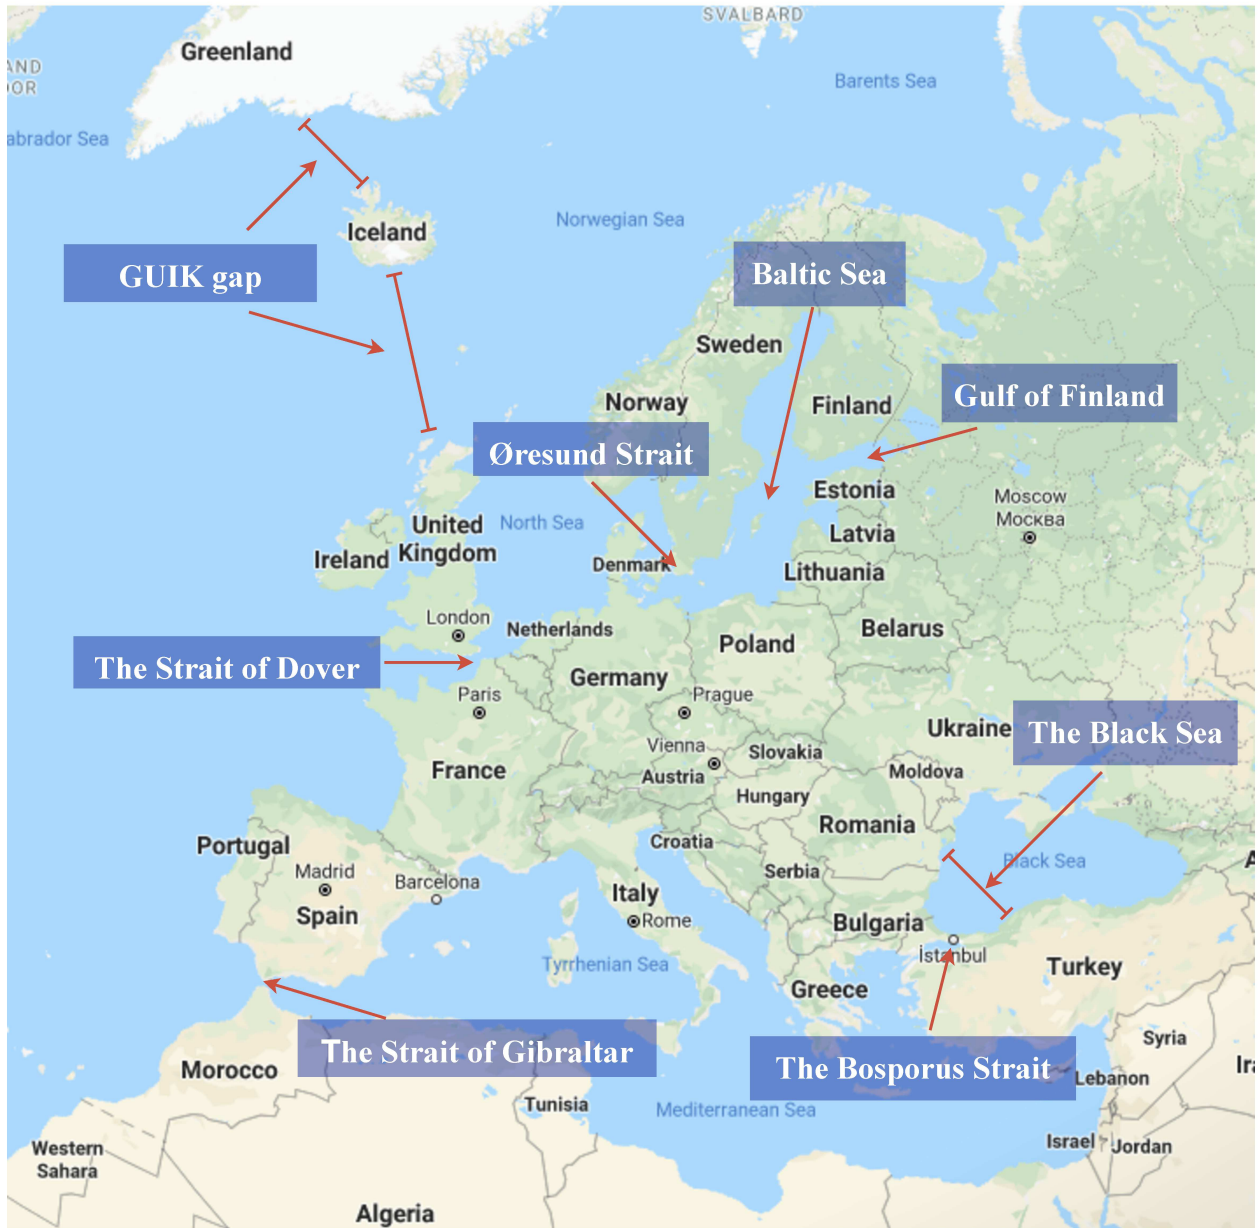 SVALBARD
Greenland
AND
DOR
Barents Sea
abrador Sea
Norwegian Sea
Iceland
GUIK gap
Baltic Sea
Sweden
Gulf of Finland
Norway
Finland
Øresund Strait
Estonia
Moscow
Москва
North Sea
United
Kingdom
Latvia
Ireland
Denmark
Lithuania
London
Netherlands
Belarus
Poland
The Strait of Dover
Germany
Paris
Prague
Ukraine
The Black Sea
Vienna
Slovakia
France
Austria
Moldova
Hungary
Romania
Portugal
Croatia
Black Sea
A
Madrid
Serbia
Barcelona
Italy
Spain
Rome
Bulgaria
İstanbul
Tyrrhenian Sea
Turkey
Greece
The Strait of Gibraltar
Syria
Morocco
The Bosporus Strait
Ira
Lebanon
Tunisia
Mediterranean Sea
Israel
Jordan
Western
Sahara
Algeria